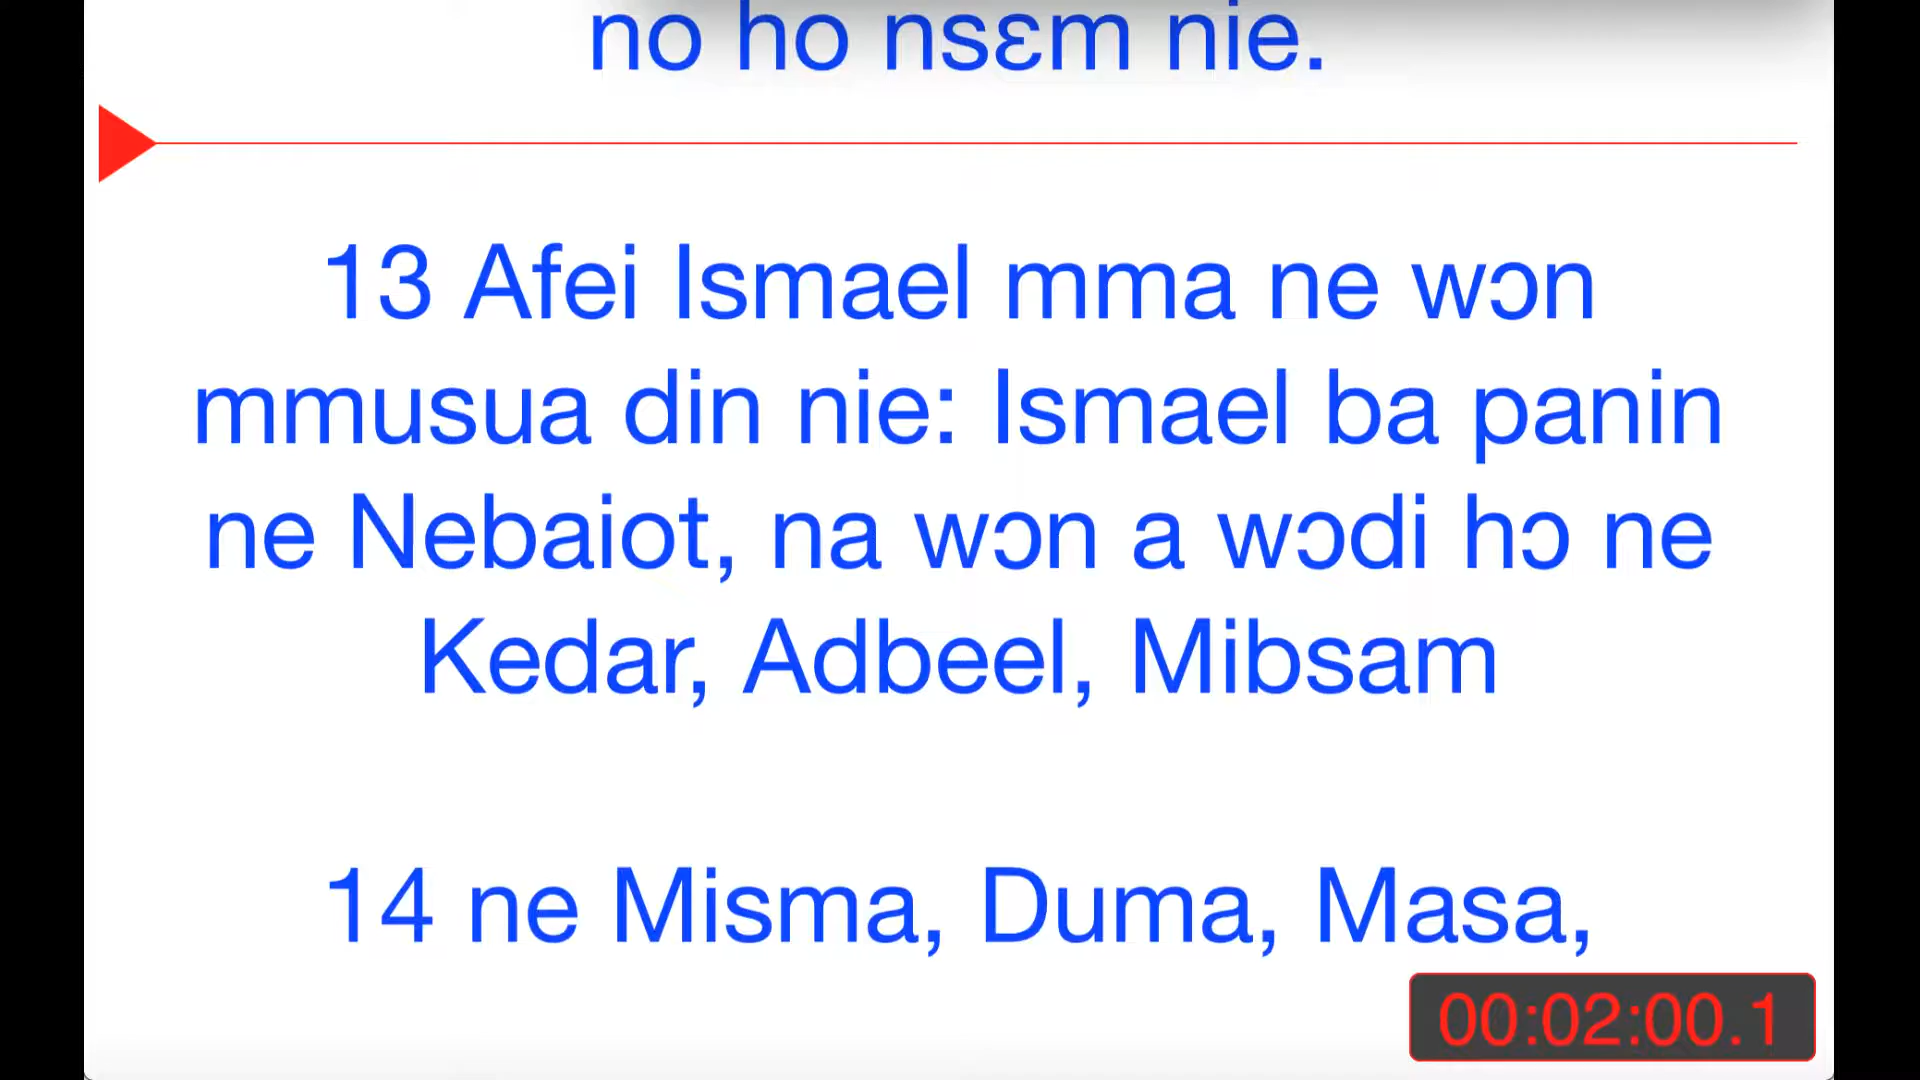 no ho nsɛm nie.
13 Afei Ismael mma ne wɔn
mmusua din nie: Ismael ba panin
ne Nebaiot, na wɔn a wɔdi hɔ ne
Kedar, Adbeel, Mibsam
14 ne Misma, Duma, Masa,
00:02:00.1